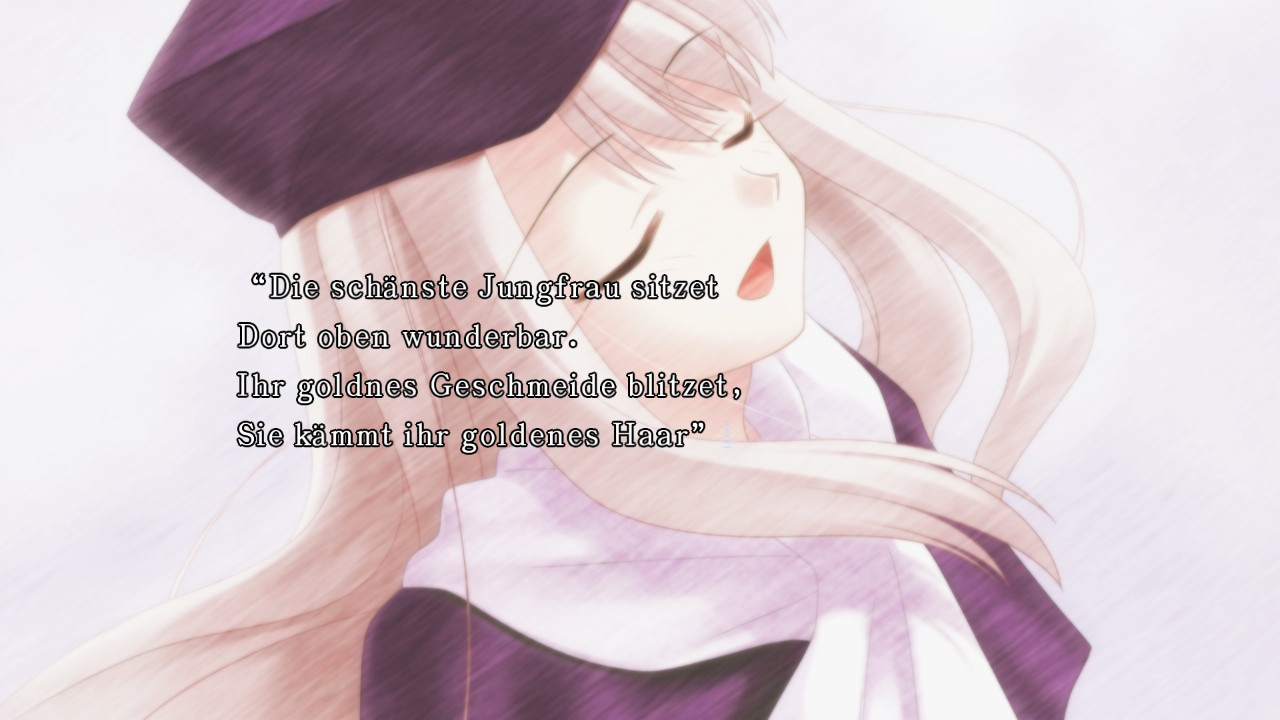 “Die schänste Jungfrau sitzet
Dort oben wunderbar.
Ihr goldnes Geschmeide blitzet,
Sie kämmt ihr goldenes Haar”